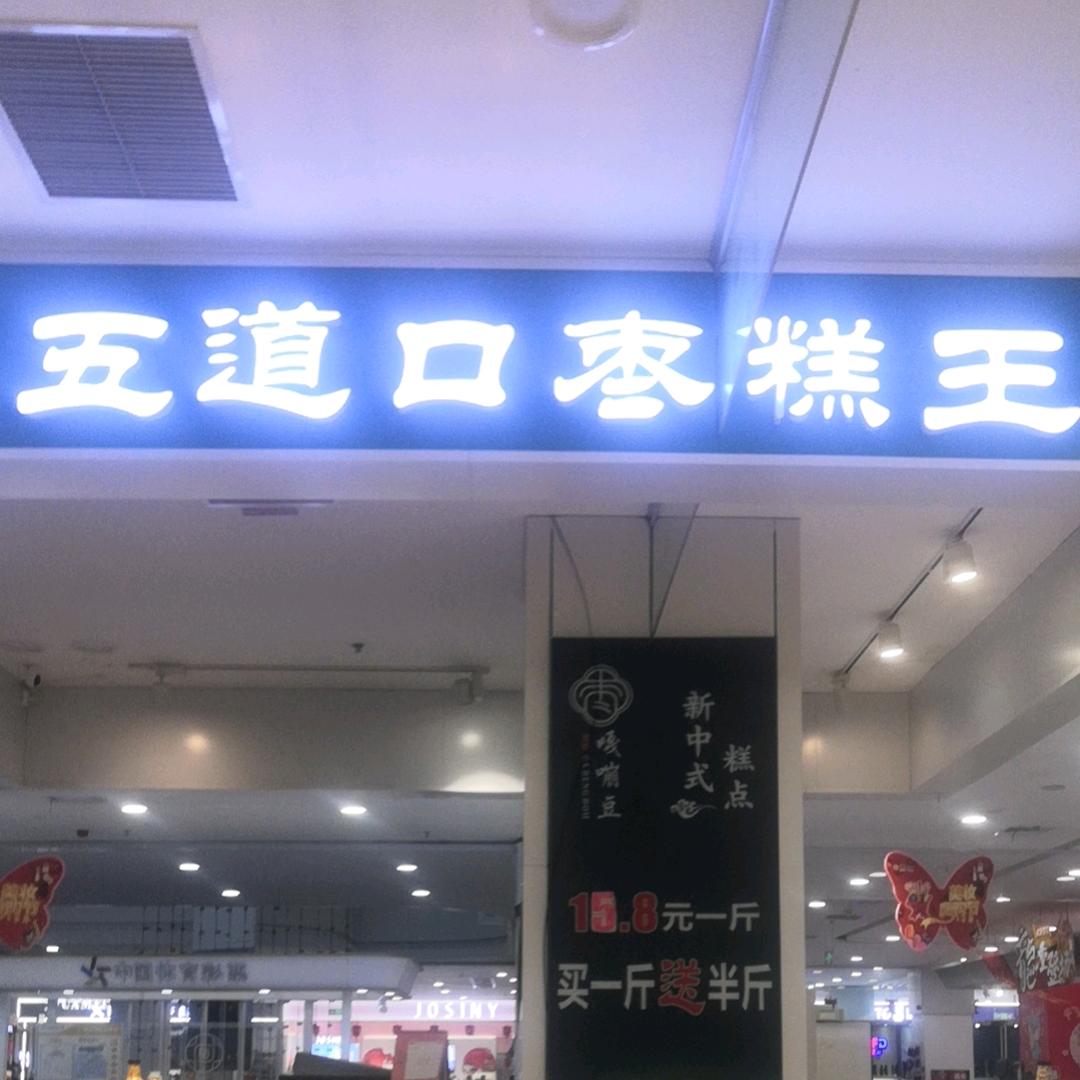 五道口枣糕王
嘎嘣豆
新中式
糕点
15.8元一斤
买一斤送半斤
中国体育彩票
JOSINY